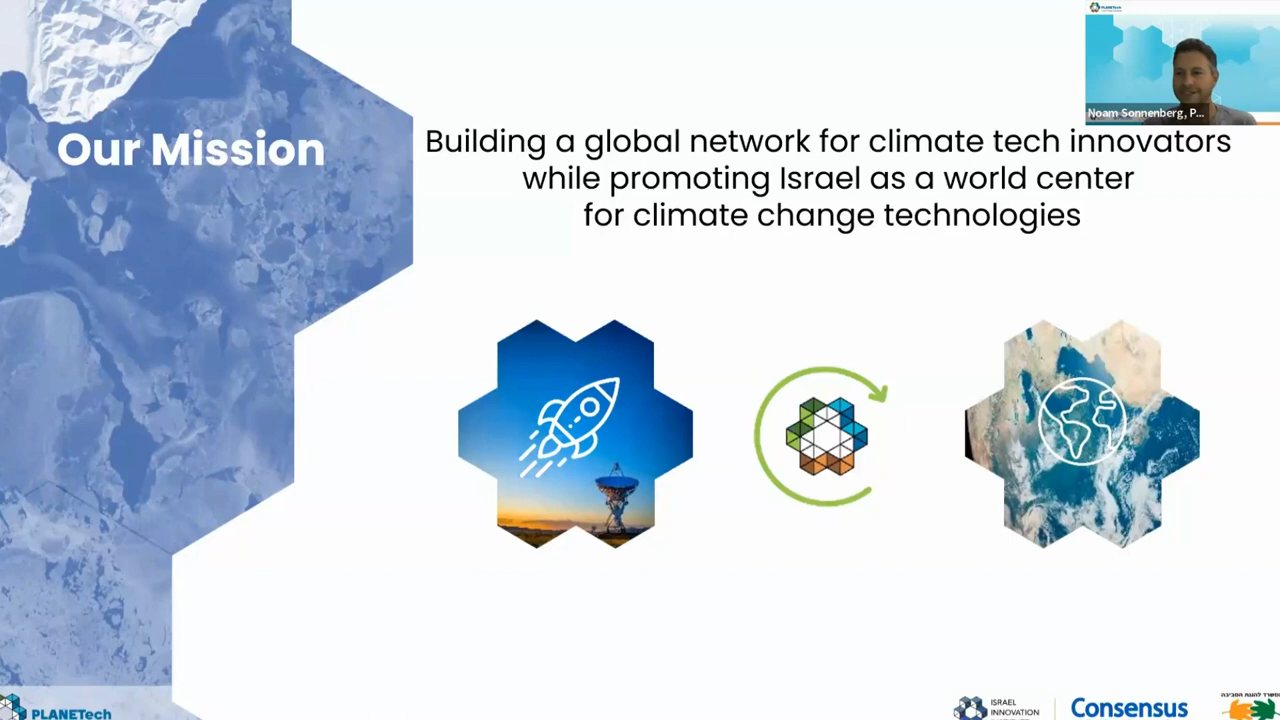 PLANETech
Noam Sonnenberg, P...
Our Mission
Building a global network for climate tech innovators
while promoting Israel as a world center
for climate change technologies
PLANETech
ISRAEL
INNOVATION
Consensus